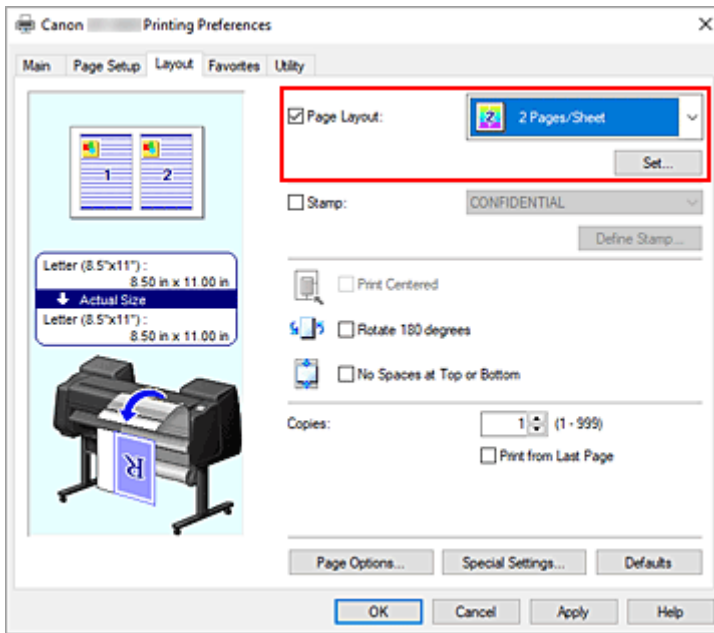 Canon Printing Preferences
Main Page Setup Layout Favorites Utility
1 2
Letter (8.5"x11") :
8.50 in x 11.00 in
Actual Size
Letter (8.5"x11") :
8.50 in x 11.00 in
R
Page Layout: 2 2 Pages/Sheet
Set...
Stamp: CONFIDENTIAL
Define Stamp...
Print Centered
Rotate 180 degrees
No Spaces at Top or Bottom
Copies: 1 (1 - 999)
Print from Last Page
Page Options... Special Settings... Defaults
OK Cancel Apply Help